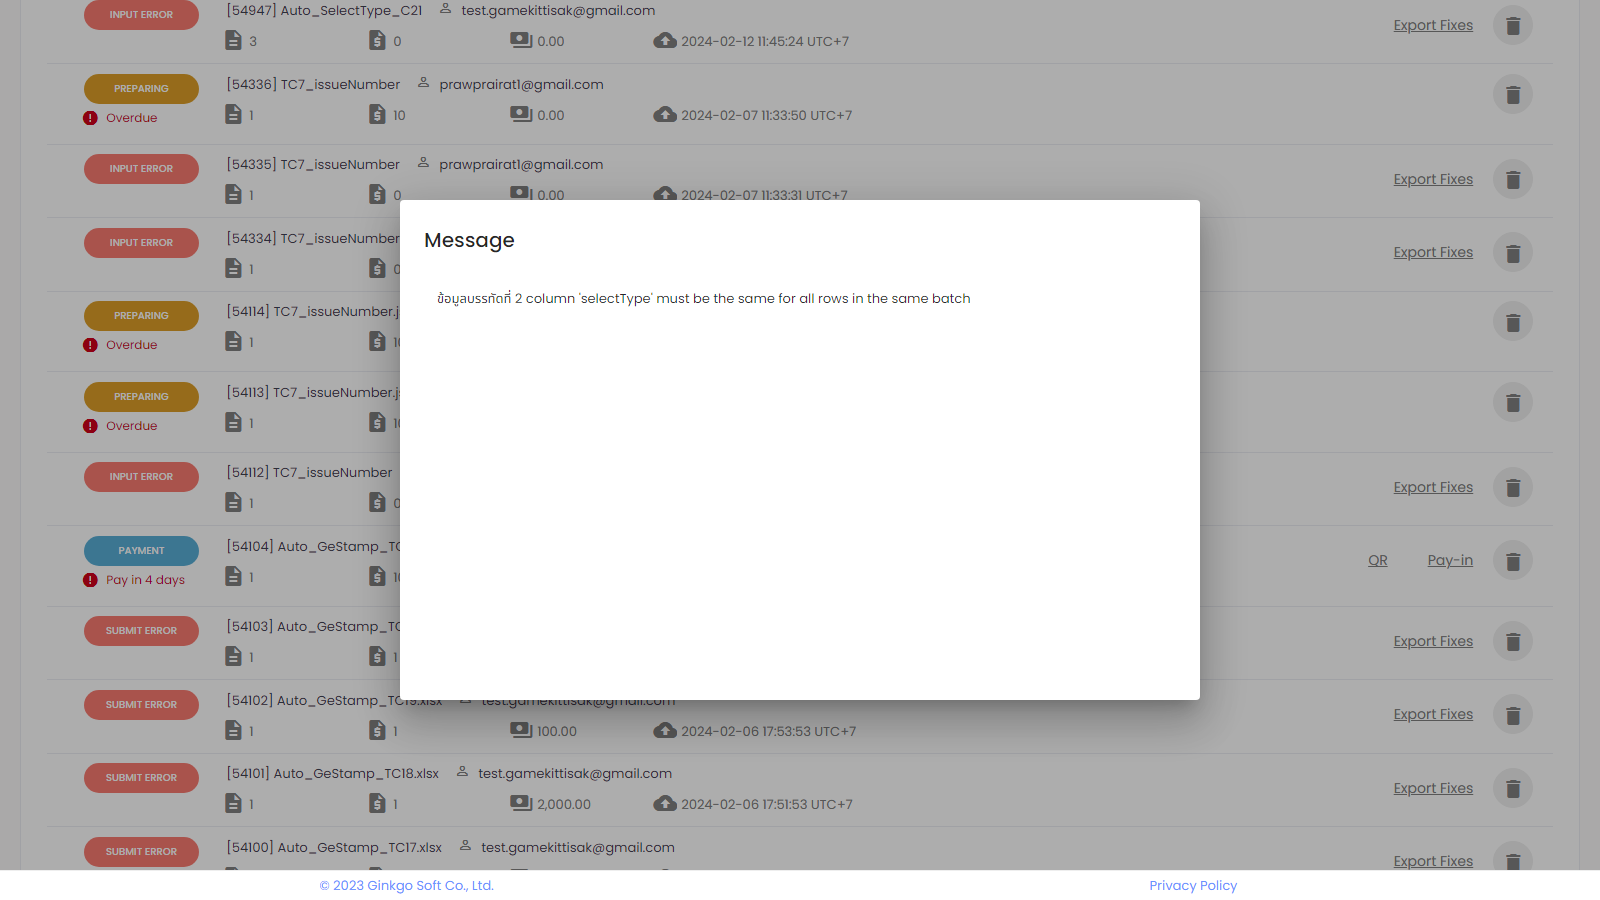 INPUT ERROR [54947] Auto_SelectType_C21 test.gamekittisak@gmail.com
3 0 0.00 2024-02-12 11:45:24 UTC+7 Export Fixes
PREPARING [54336] TC7_issueNumber prawprairat1@gmail.com
Overdue 1 10 0.00 2024-02-07 11:33:50 UTC+7
INPUT ERROR [54335] TC7_issueNumber prawprairat1@gmail.com
1 0 0.00 2024-02-07 11:33:31 UTC+7 Export Fixes
Message
ข้อมูลบรรทัดที่ 2 column 'selectType' must be the same for all rows in the same batch
INPUT ERROR [54334] TC7_issueNumber
1 0 Export Fixes
PREPARING [54114] TC7_issueNumber.j
Overdue 1
PREPARING [54113] TC7_issueNumber.j
Overdue 1
INPUT ERROR [54112] TC7_issueNumber
1 0 Export Fixes
PAYMENT [54104] Auto_GeStamp_TC
Pay in 4 days 1 QR Pay-in
SUBMIT ERROR [54103] Auto_GeStamp_TC
1 1 Export Fixes
SUBMIT ERROR [54102] Auto_GeStamp_TC19.xlsx test.gamekittisak@gmail.com
1 1 100.00 2024-02-06 17:53:53 UTC+7 Export Fixes
SUBMIT ERROR [54101] Auto_GeStamp_TC18.xlsx test.gamekittisak@gmail.com
1 1 2,000.00 2024-02-06 17:51:53 UTC+7 Export Fixes
SUBMIT ERROR [54100] Auto_GeStamp_TC17.xlsx test.gamekittisak@gmail.com
Export Fixes
© 2023 Ginkgo Soft Co., Ltd. Privacy Policy